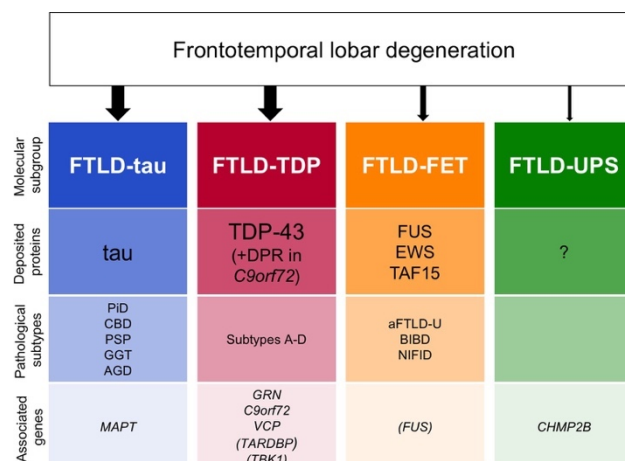 Frontotemporal lobar degeneration
Molecular subgroup
FTLD-tau
FTLD-TDP
FTLD-FET
FTLD-UPS
Deposited proteins
tau
TDP-43
(+DPR in
C9orf72)
FUS
EWS
TAF15
?
Pathological subtypes
PiD
CBD
PSP
GGT
AGD
Subtypes A-D
aFTLD-U
BIBD
NIFID
Associated genes
MAPT
GRN
C9orf72
VCP
(TARDBP)
(TBK1)
(FUS)
CHMP2B